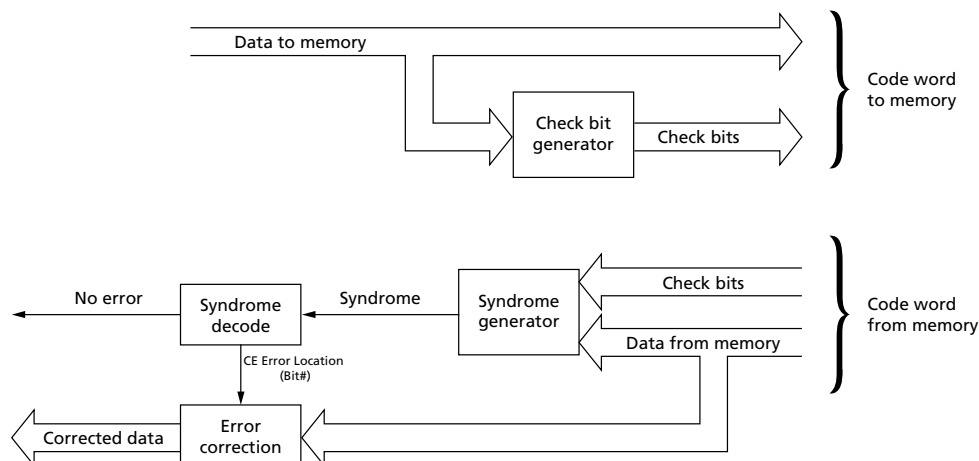 Data to memory
Code word
to memory
Check bit
generator
Check bits
No error
Syndrome
decode
Syndrome
Syndrome
generator
Check bits
Data from memory
Code word
from memory
CE Error Location
(Bit#)
Corrected data
Error
correction